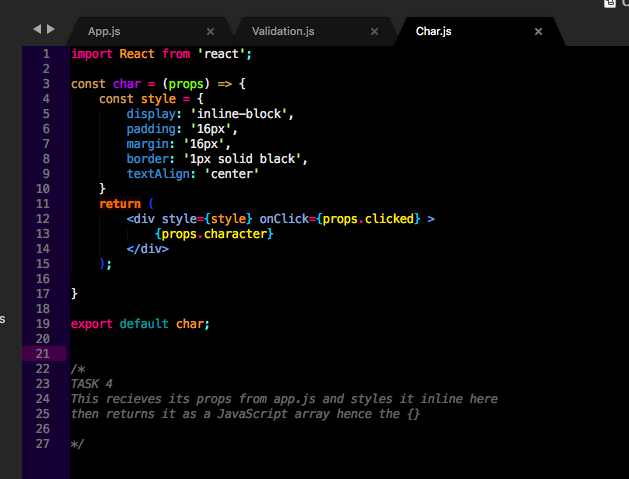 App.js × Validation.js × Char.js ×
1 import React from 'react';
2
3 const char = (props) => {
4 const style = {
5 display: 'inline-block',
6 padding: '16px',
7 margin: '16px',
8 border: '1px solid black',
9 textAlign: 'center'
10 }
11 return (
12 <div style={style} onClick={props.clicked} >
13 {props.character}
14 </div>
15 );
16
17 }
18
19 export default char;
20
21
22 /*
23 TASK 4
24 This recieves its props from app.js and styles it inline here
25 then returns it as a JavaScript array hence the {}
26
27 */